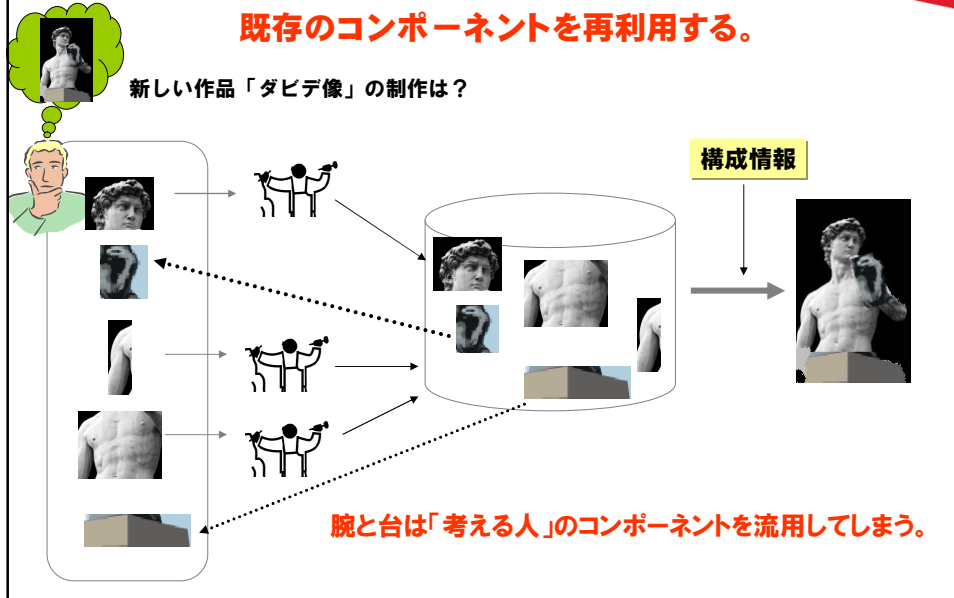 既存のコンポーネントを再利用する。
新しい作品「ダビデ像」の制作は？
構成情報
腕と台は「考える人」のコンポーネントを流用してしまう。